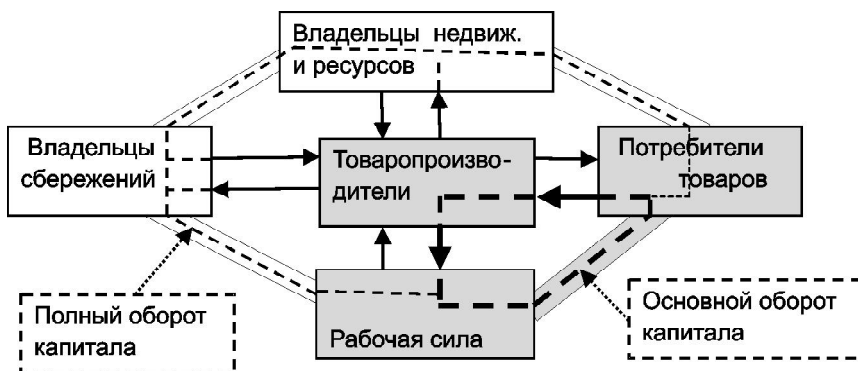 Владельцы недвиж.
и ресурсов
Владельцы
сбережений
Товаропроизво-
дители
Потребители
товаров
Полный оборот
капитала
Рабочая сила
Основной оборот
капитала